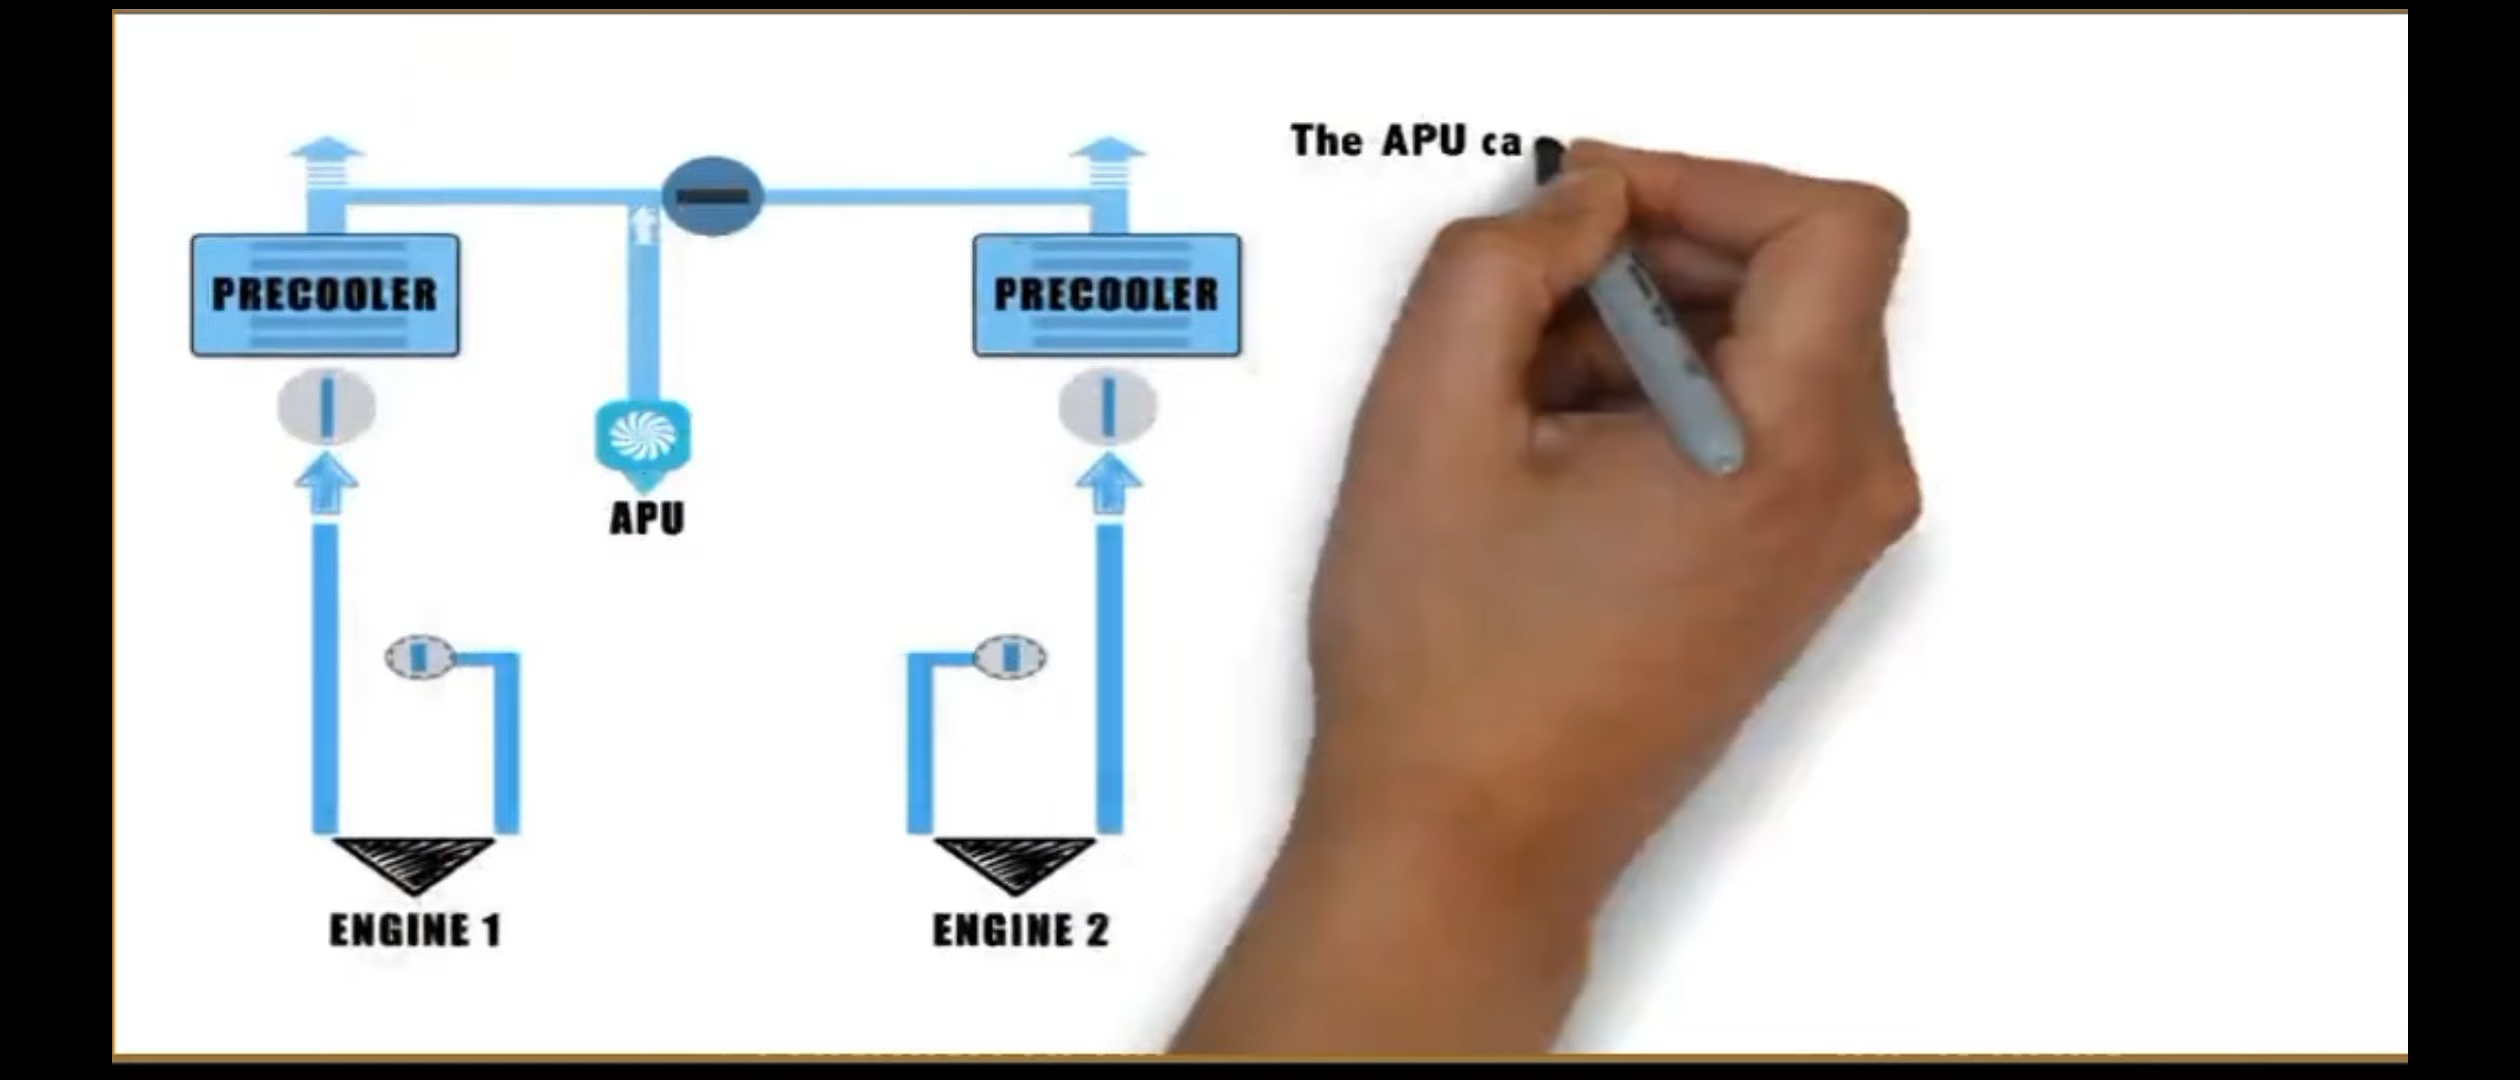 The APU ca
PRECOOLER
PRECOOLER
APU
ENGINE 1
ENGINE 2